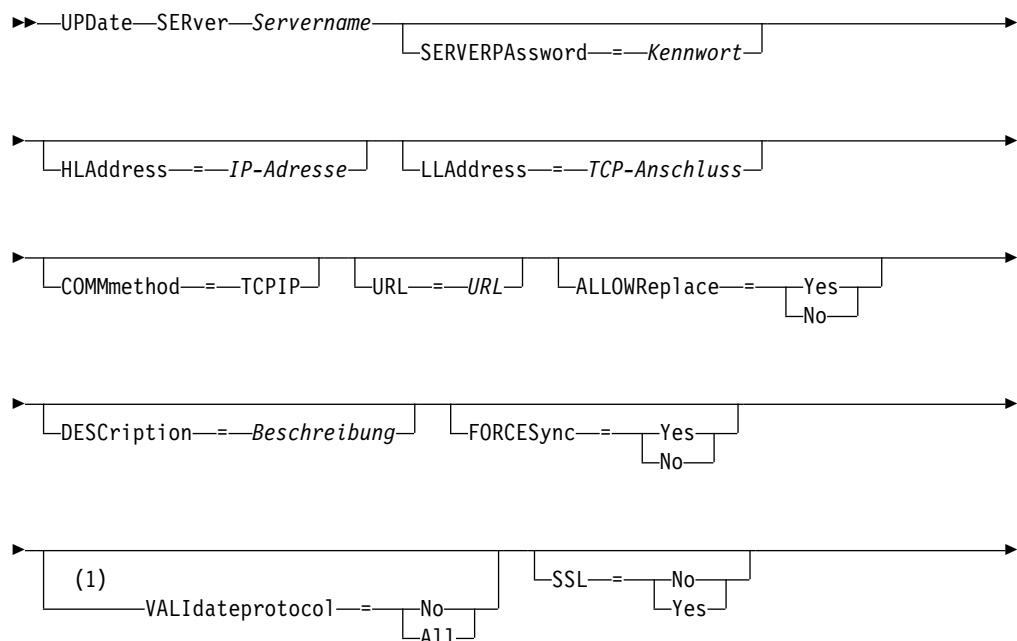 UPDate SERver Servername
SERVERPAssword = Kennwort
HLAddress = IP-Adresse LLAddress = TCP-Anschluss
COMMmethod = TCPIP URL = URL ALLOWReplace = Yes
No
DESCription = Beschreibung FORCESync = Yes
No
(1)
VALIdateprotocol = No
All
SSL = No
Yes